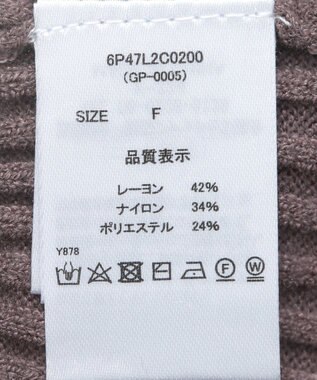 6P47L2C0200
(GP-0005)
SIZE F
品質表示
レーヨン 42%
ナイロン 34%
ポリエステル 24%
YB78
F W